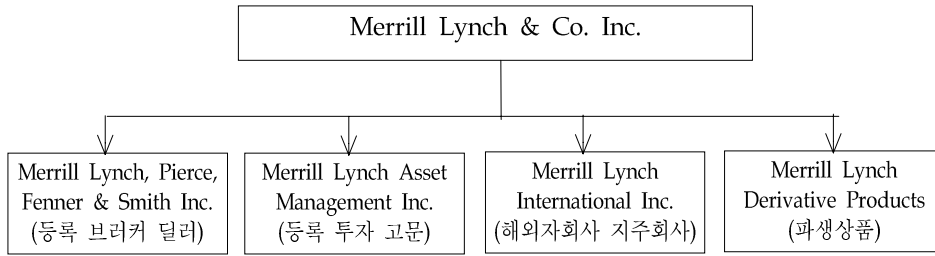 Merrill Lynch & Co. Inc.
Merrill Lynch, Pierce,
Fenner & Smith Inc.
(등록 브러커 딜러)
Merrill Lynch Asset
Management Inc.
(등록 투자 고문)
Merrill Lynch
International Inc.
(해외자회사 지주회사)
Merrill Lynch
Derivative Products
(파생상품)